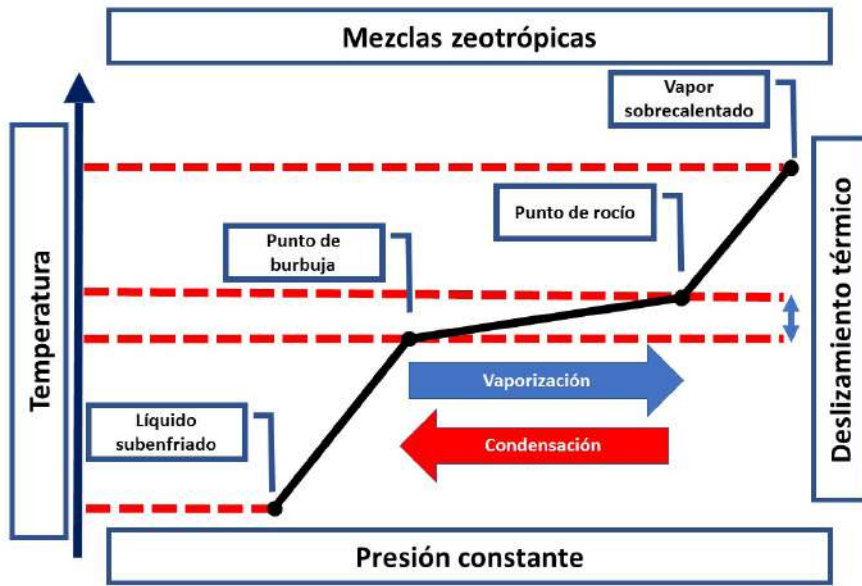 Mezclas zeotrópicas
Vapor
sobrecalentado
Punto de rocío
Punto de
burbuja
Temperatura
Deslizamiento térmico
Vaporización
Líquido
subenfriado
Condensación
Presión constante